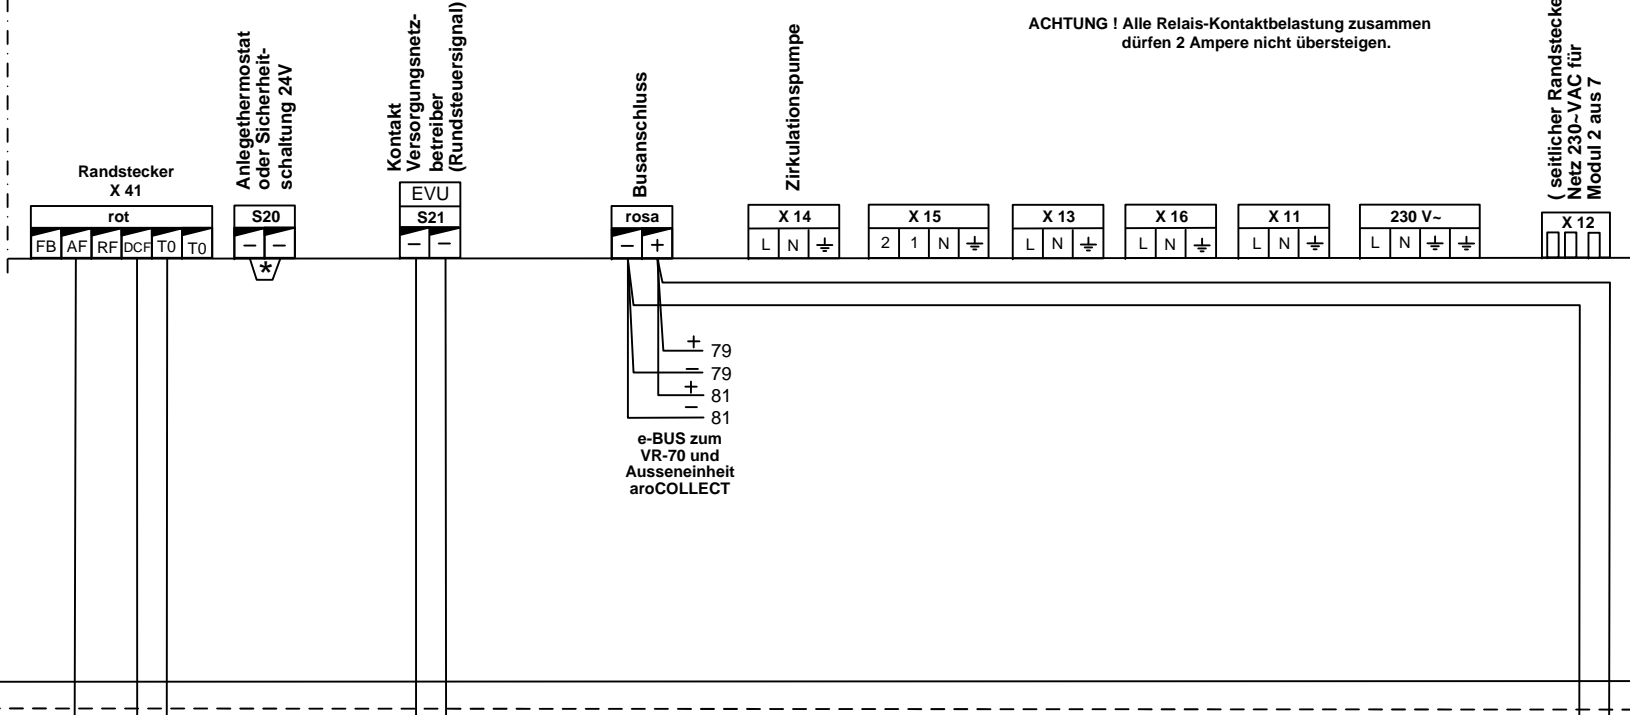 ACHTUNG ! Alle Relais-Kontaktbelastung zusammen
dürfen 2 Ampere nicht übersteigen.
Randstecker
X 41
rot
FB AF RF DCF T0 T0
Anlegethermostat
oder Sicherheit-
schaltung 24V
S20
– –
*
Kontakt
Versorgungsnetz-
betreiber
(Rundsteuersignal)
EVU
S21
– –
Busanschluss
rosa
– +
Zirkulationspumpe
X 14
L N
X 15
2 1 N
X 13
L N
X 16
L N
X 11
L N
230 V~
L N
( seitlicher Randstecke
Netz 230~VAC für
Modul 2 aus 7
X 12
+ 79
– 79
+ 81
– 81
e-BUS zum
VR-70 und
Ausseneinheit
aroCOLLECT